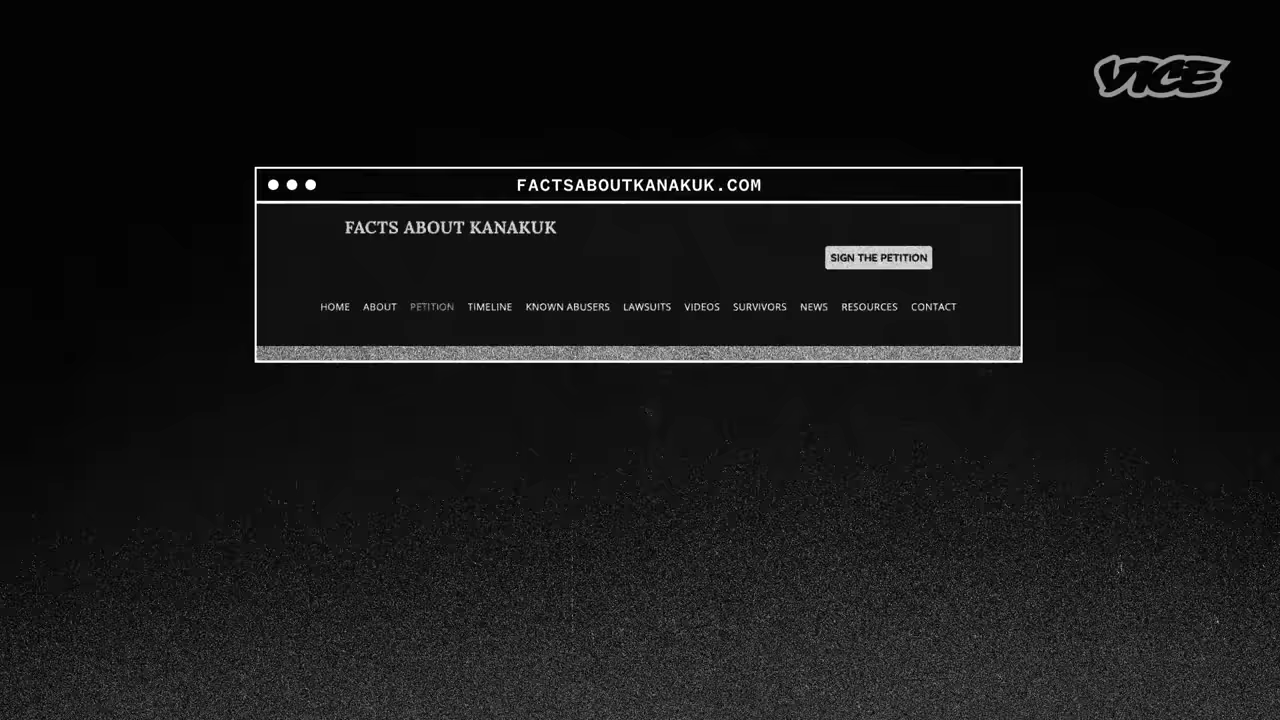 VICE
FACTSABOUTKANAKUK.COM
FACTS ABOUT KANAKUK
SIGN THE PETITION
HOME ABOUT PETITION TIMELINE KNOWN ABUSERS LAWSUITS VIDEOS SURVIVORS NEWS RESOURCES CONTACT